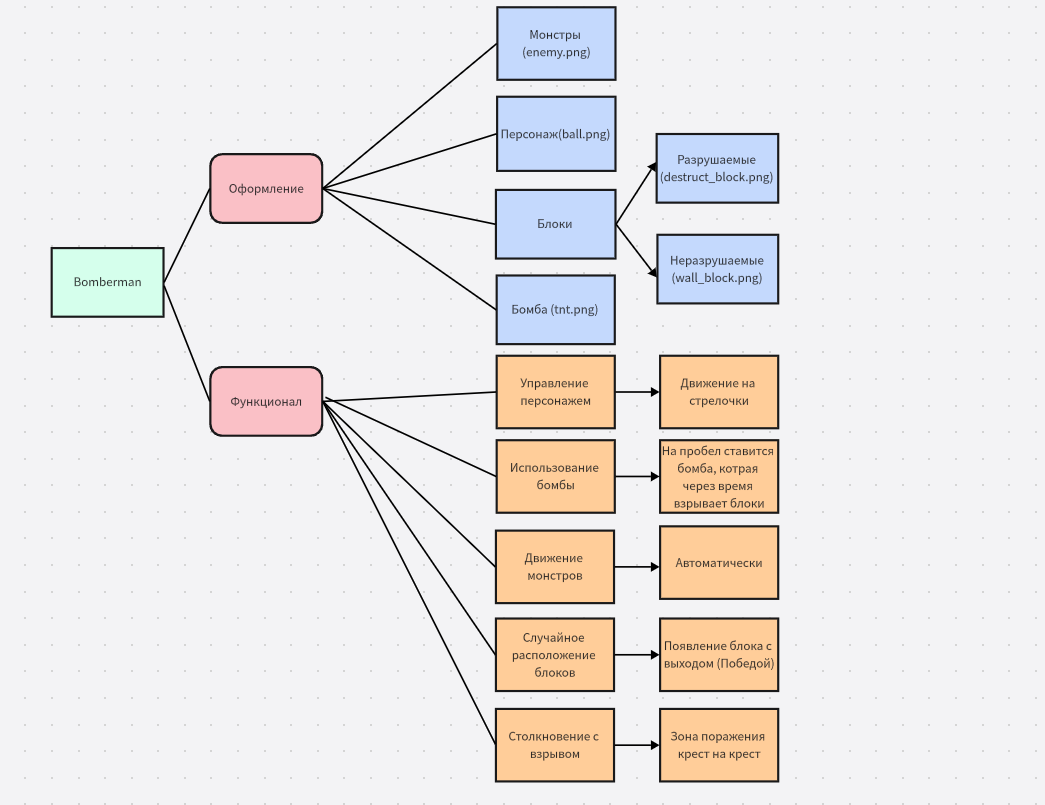 Монстры
(enemy.png)
Персонаж(ball.png)
Разрушаемые
(destruct_block.png)
Оформление
Блоки
Неразрушаемые
(wall_block.png)
Bomberman
Бомба (tnt.png)
Управление
персонажем
Движение на
стрелочки
Функционал
Использование
бомбы
На пробел ставится
бомба, котрая
через время
взрывает блоки
Движение
монстров
Автоматически
Случайное
расположение
блоков
Появление блока с
выходом (Победой)
Столкновение с
взрывом
Зона поражения
крест на крест